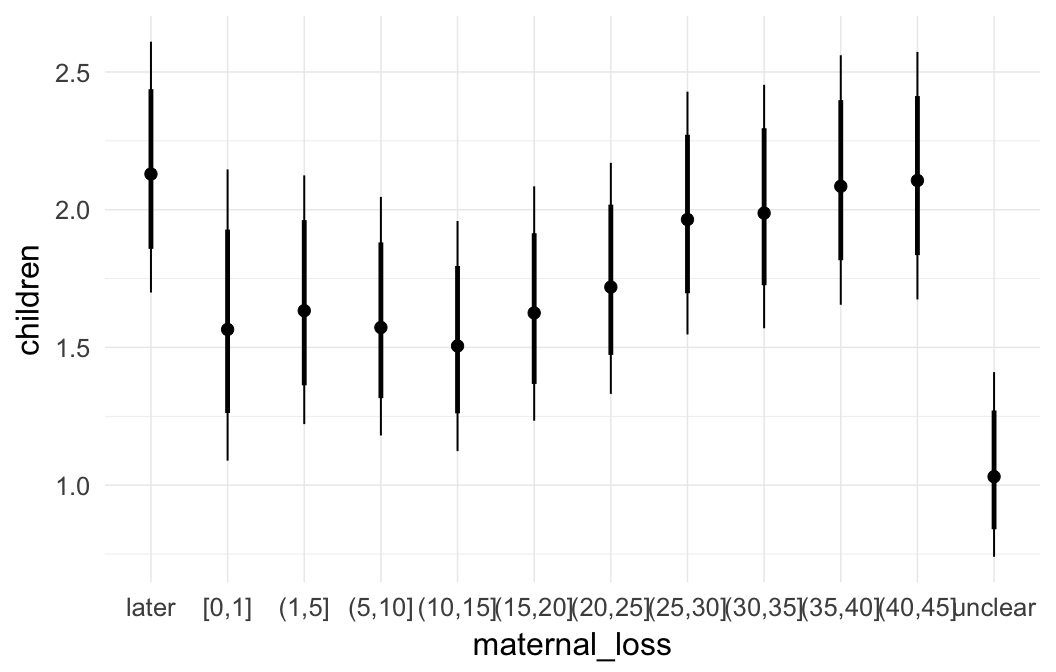 2.5
2.0
children
1.5
1.0
later [0,1] (1,5] (5,10] (10,15] (15,20] (20,25] (25,30] (30,35] (35,40] (40,45] unclear
maternal_loss